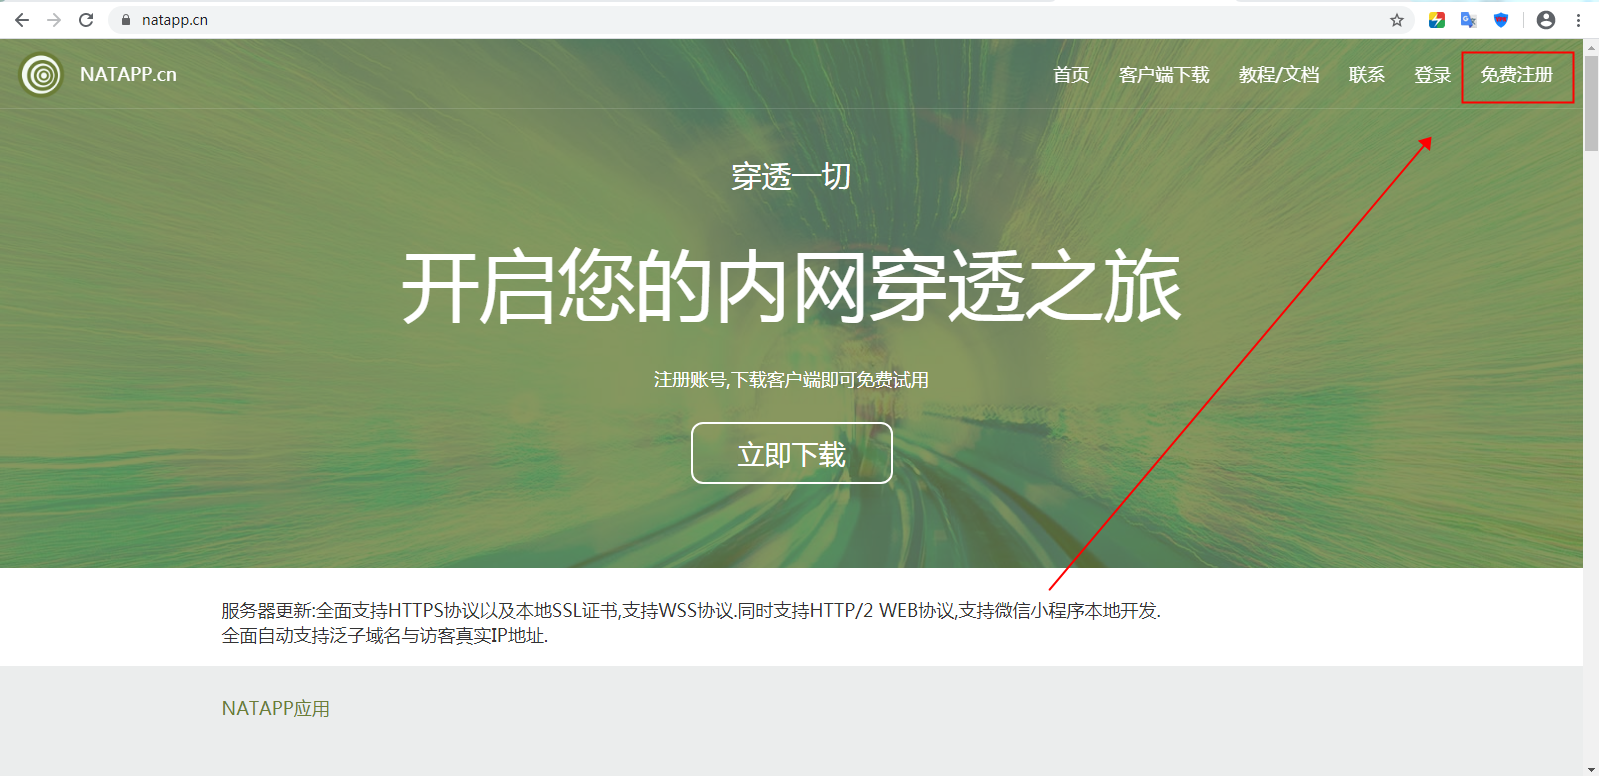 natapp.cn
NATAPP.cn
首页 客户端下载 教程/文档 联系 登录 免费注册
穿透一切
开启您的内网穿透之旅
注册账号,下载客户端即可免费试用
立即下载
服务器更新:全面支持HTTPS协议以及本地SSL证书,支持WSS协议.同时支持HTTP/2 WEB协议,支持微信小程序本地开发.
全面自动支持泛子域名与访客真实IP地址.
NATAPP应用